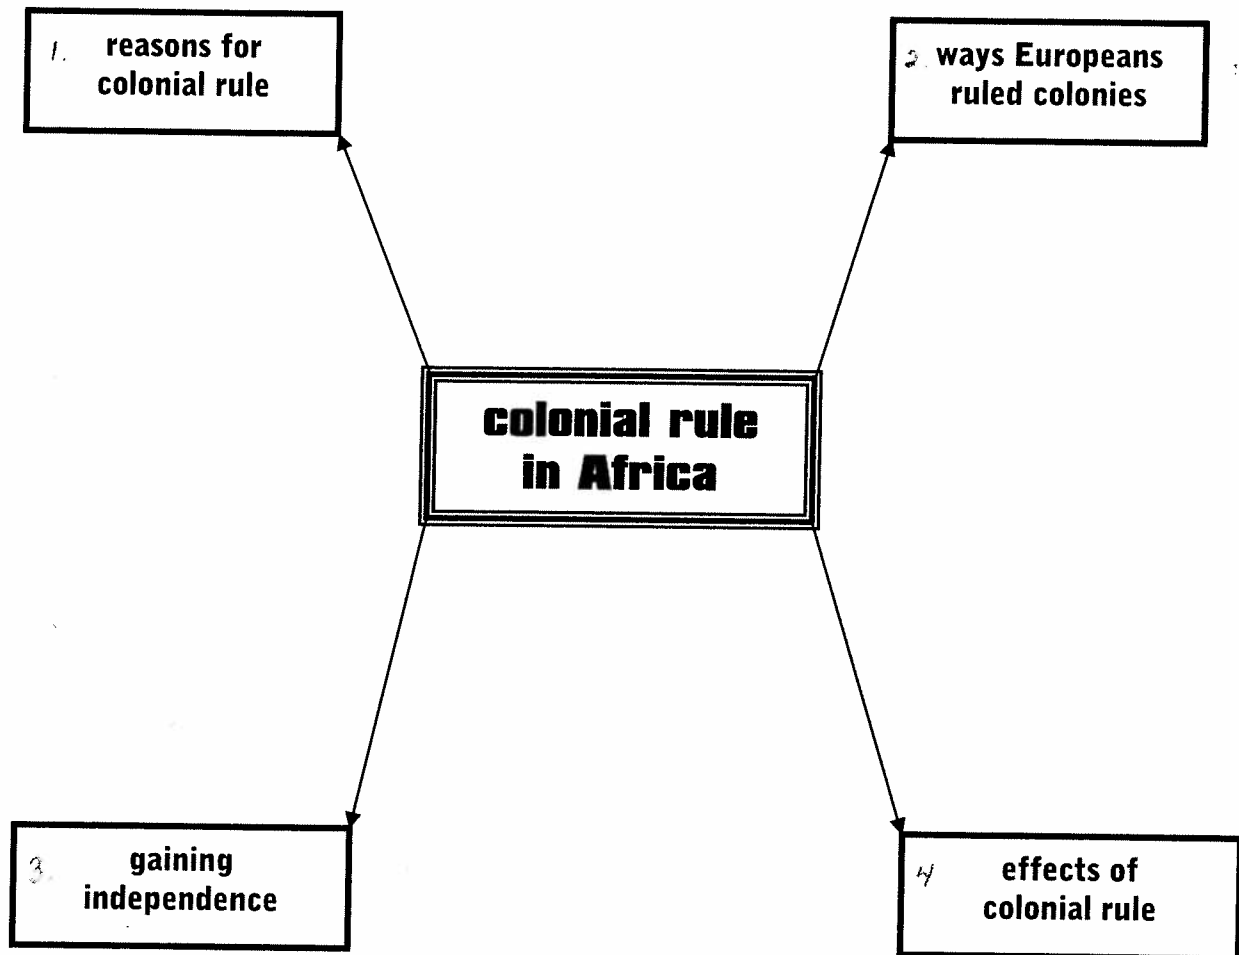 1. reasons for
colonial rule
2. ways Europeans
ruled colonies
colonial rule
in Africa
3. gaining
independence
4 effects of
colonial rule